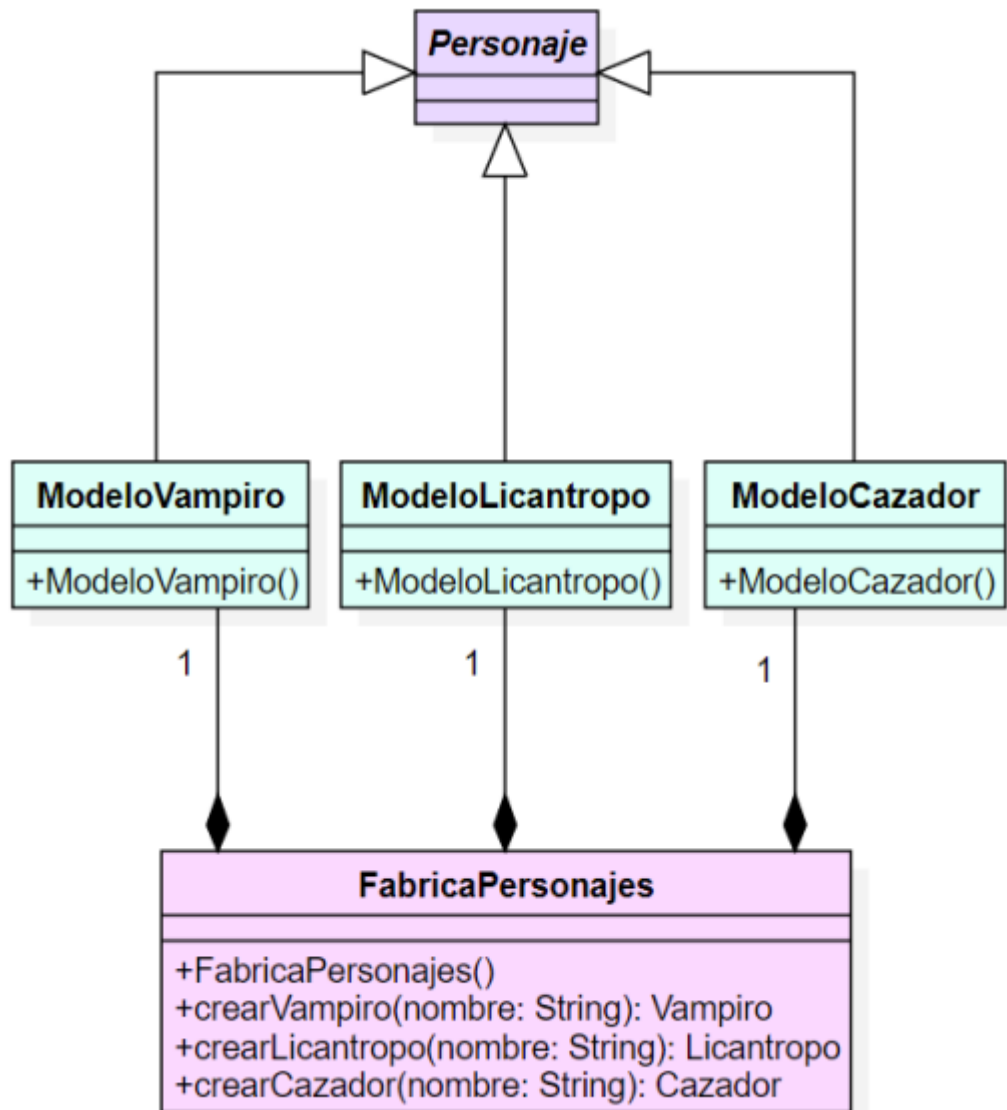 Personaje
ModeloVampiro
+ModeloVampiro()
ModeloLicantropo
+ModeloLicantropo()
ModeloCazador
+ModeloCazador()
1
1
1
FabricaPersonajes
+FabricaPersonajes()
+crearVampiro(nombre: String): Vampiro
+crearLicantropo(nombre: String): Licantropo
+crearCazador(nombre: String): Cazador